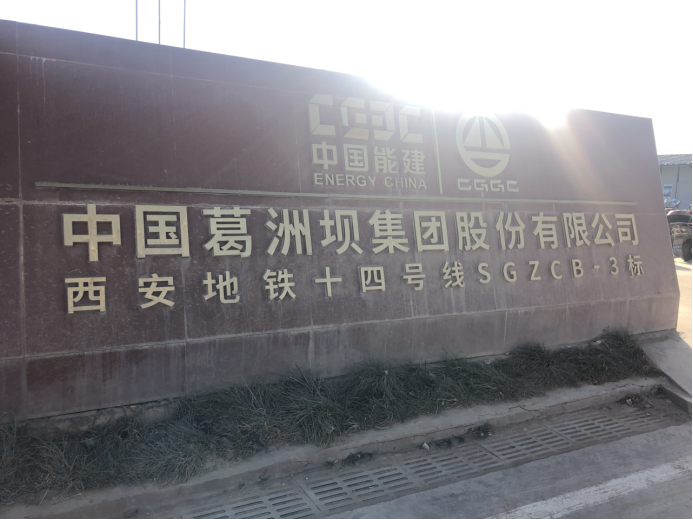 CEEC
中国能建
ENERGY CHINA
CGGC
中国葛洲坝集团股份有限公司
西安地铁十四号线SGZCB-3标